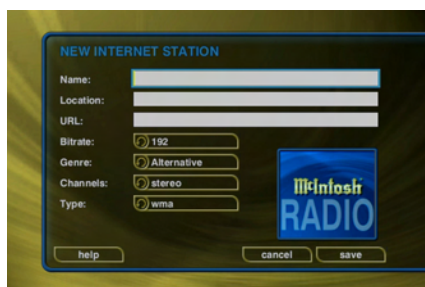 NEW INTERNET STATION
Name:
Location:
URL:
Bitrate: 192
Genre: Alternative
Channels: stereo
Type: wma
McIntosh
RADIO
help cancel save